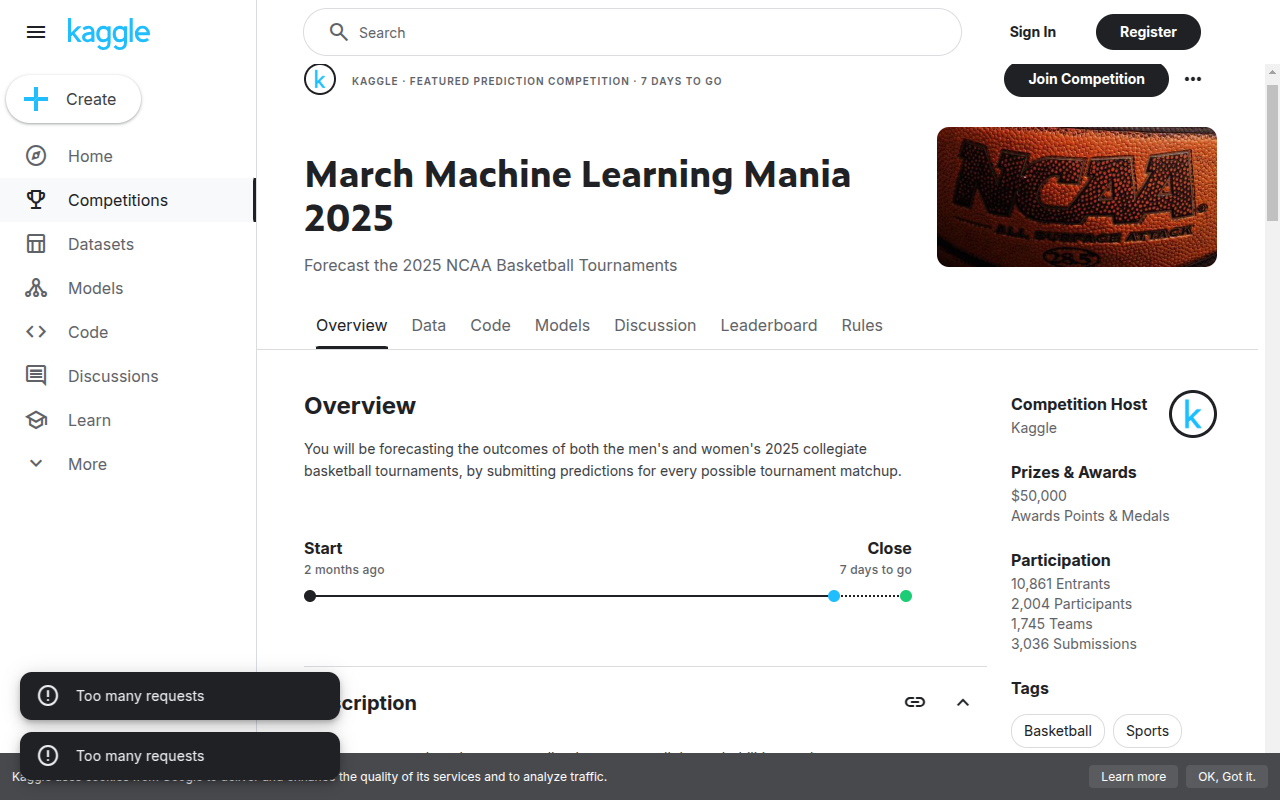 kaggle
Search
Sign In
Register
KAGGLE · FEATURED PREDICTION COMPETITION · 7 DAYS TO GO
Join Competition
Create
Home
Competitions
Datasets
Models
Code
Discussions
Learn
More
March Machine Learning Mania
2025
Forecast the 2025 NCAA Basketball Tournaments
NCAA
ALL SURFACE ATTACK
28.5
Overview Data Code Models Discussion Leaderboard Rules
Overview
You will be forecasting the outcomes of both the men's and women's 2025 collegiate
basketball tournaments, by submitting predictions for every possible tournament matchup.
Start
2 months ago
Close
7 days to go
Competition Host
Kaggle
k
Prizes & Awards
$50,000
Awards Points & Medals
Participation
10,861 Entrants
2,004 Participants
1,745 Teams
3,036 Submissions
Tags
Basketball Sports
scription
Too many requests
Too many requests
the quality of its services and to analyze traffic.
Learn more
OK, Got it.